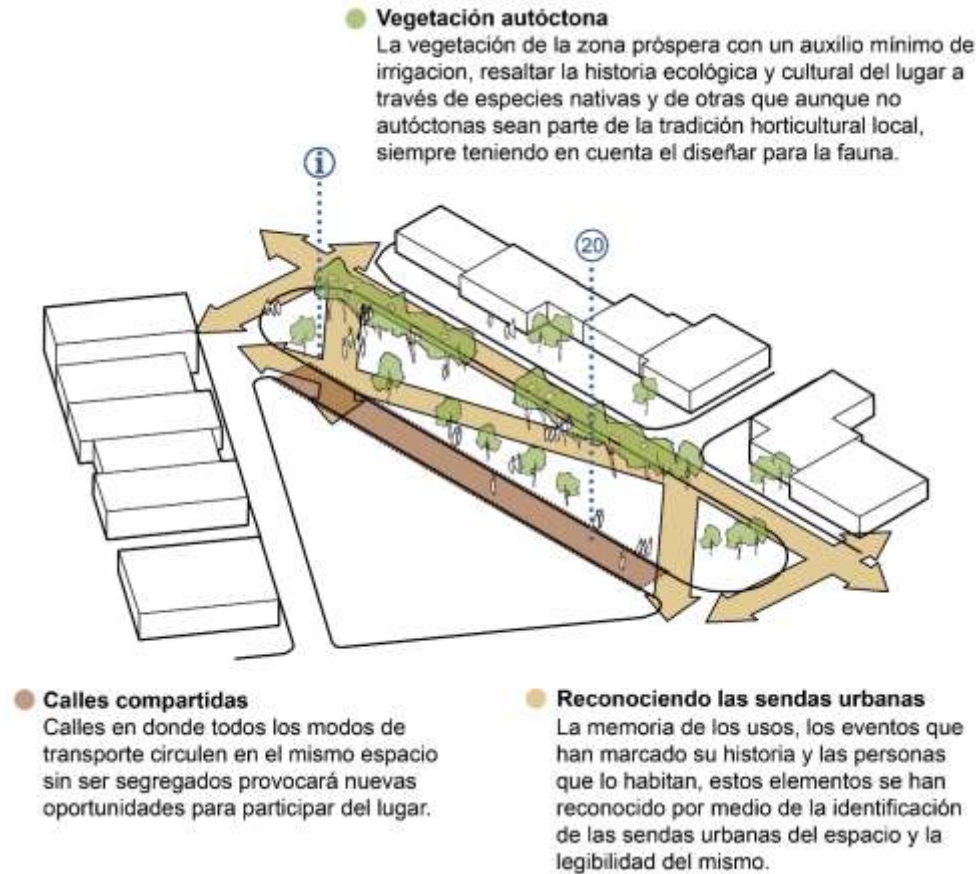 Vegetación autóctona
La vegetación de la zona próspera con un auxilio mínimo de
irrigacion, resaltar la historia ecológica y cultural del lugar a
través de especies nativas y de otras que aunque no
autóctonas sean parte de la tradición horticultural local,
siempre teniendo en cuenta el diseñar para la fauna.
i
20
Calles compartidas
Calles en donde todos los modos de
transporte circulen en el mismo espacio
sin ser segregados provocará nuevas
oportunidades para participar del lugar.
Reconociendo las sendas urbanas
La memoria de los usos, los eventos que
han marcado su historia y las personas
que lo habitan, estos elementos se han
reconocido por medio de la identificación
de las sendas urbanas del espacio y la
legibilidad del mismo.